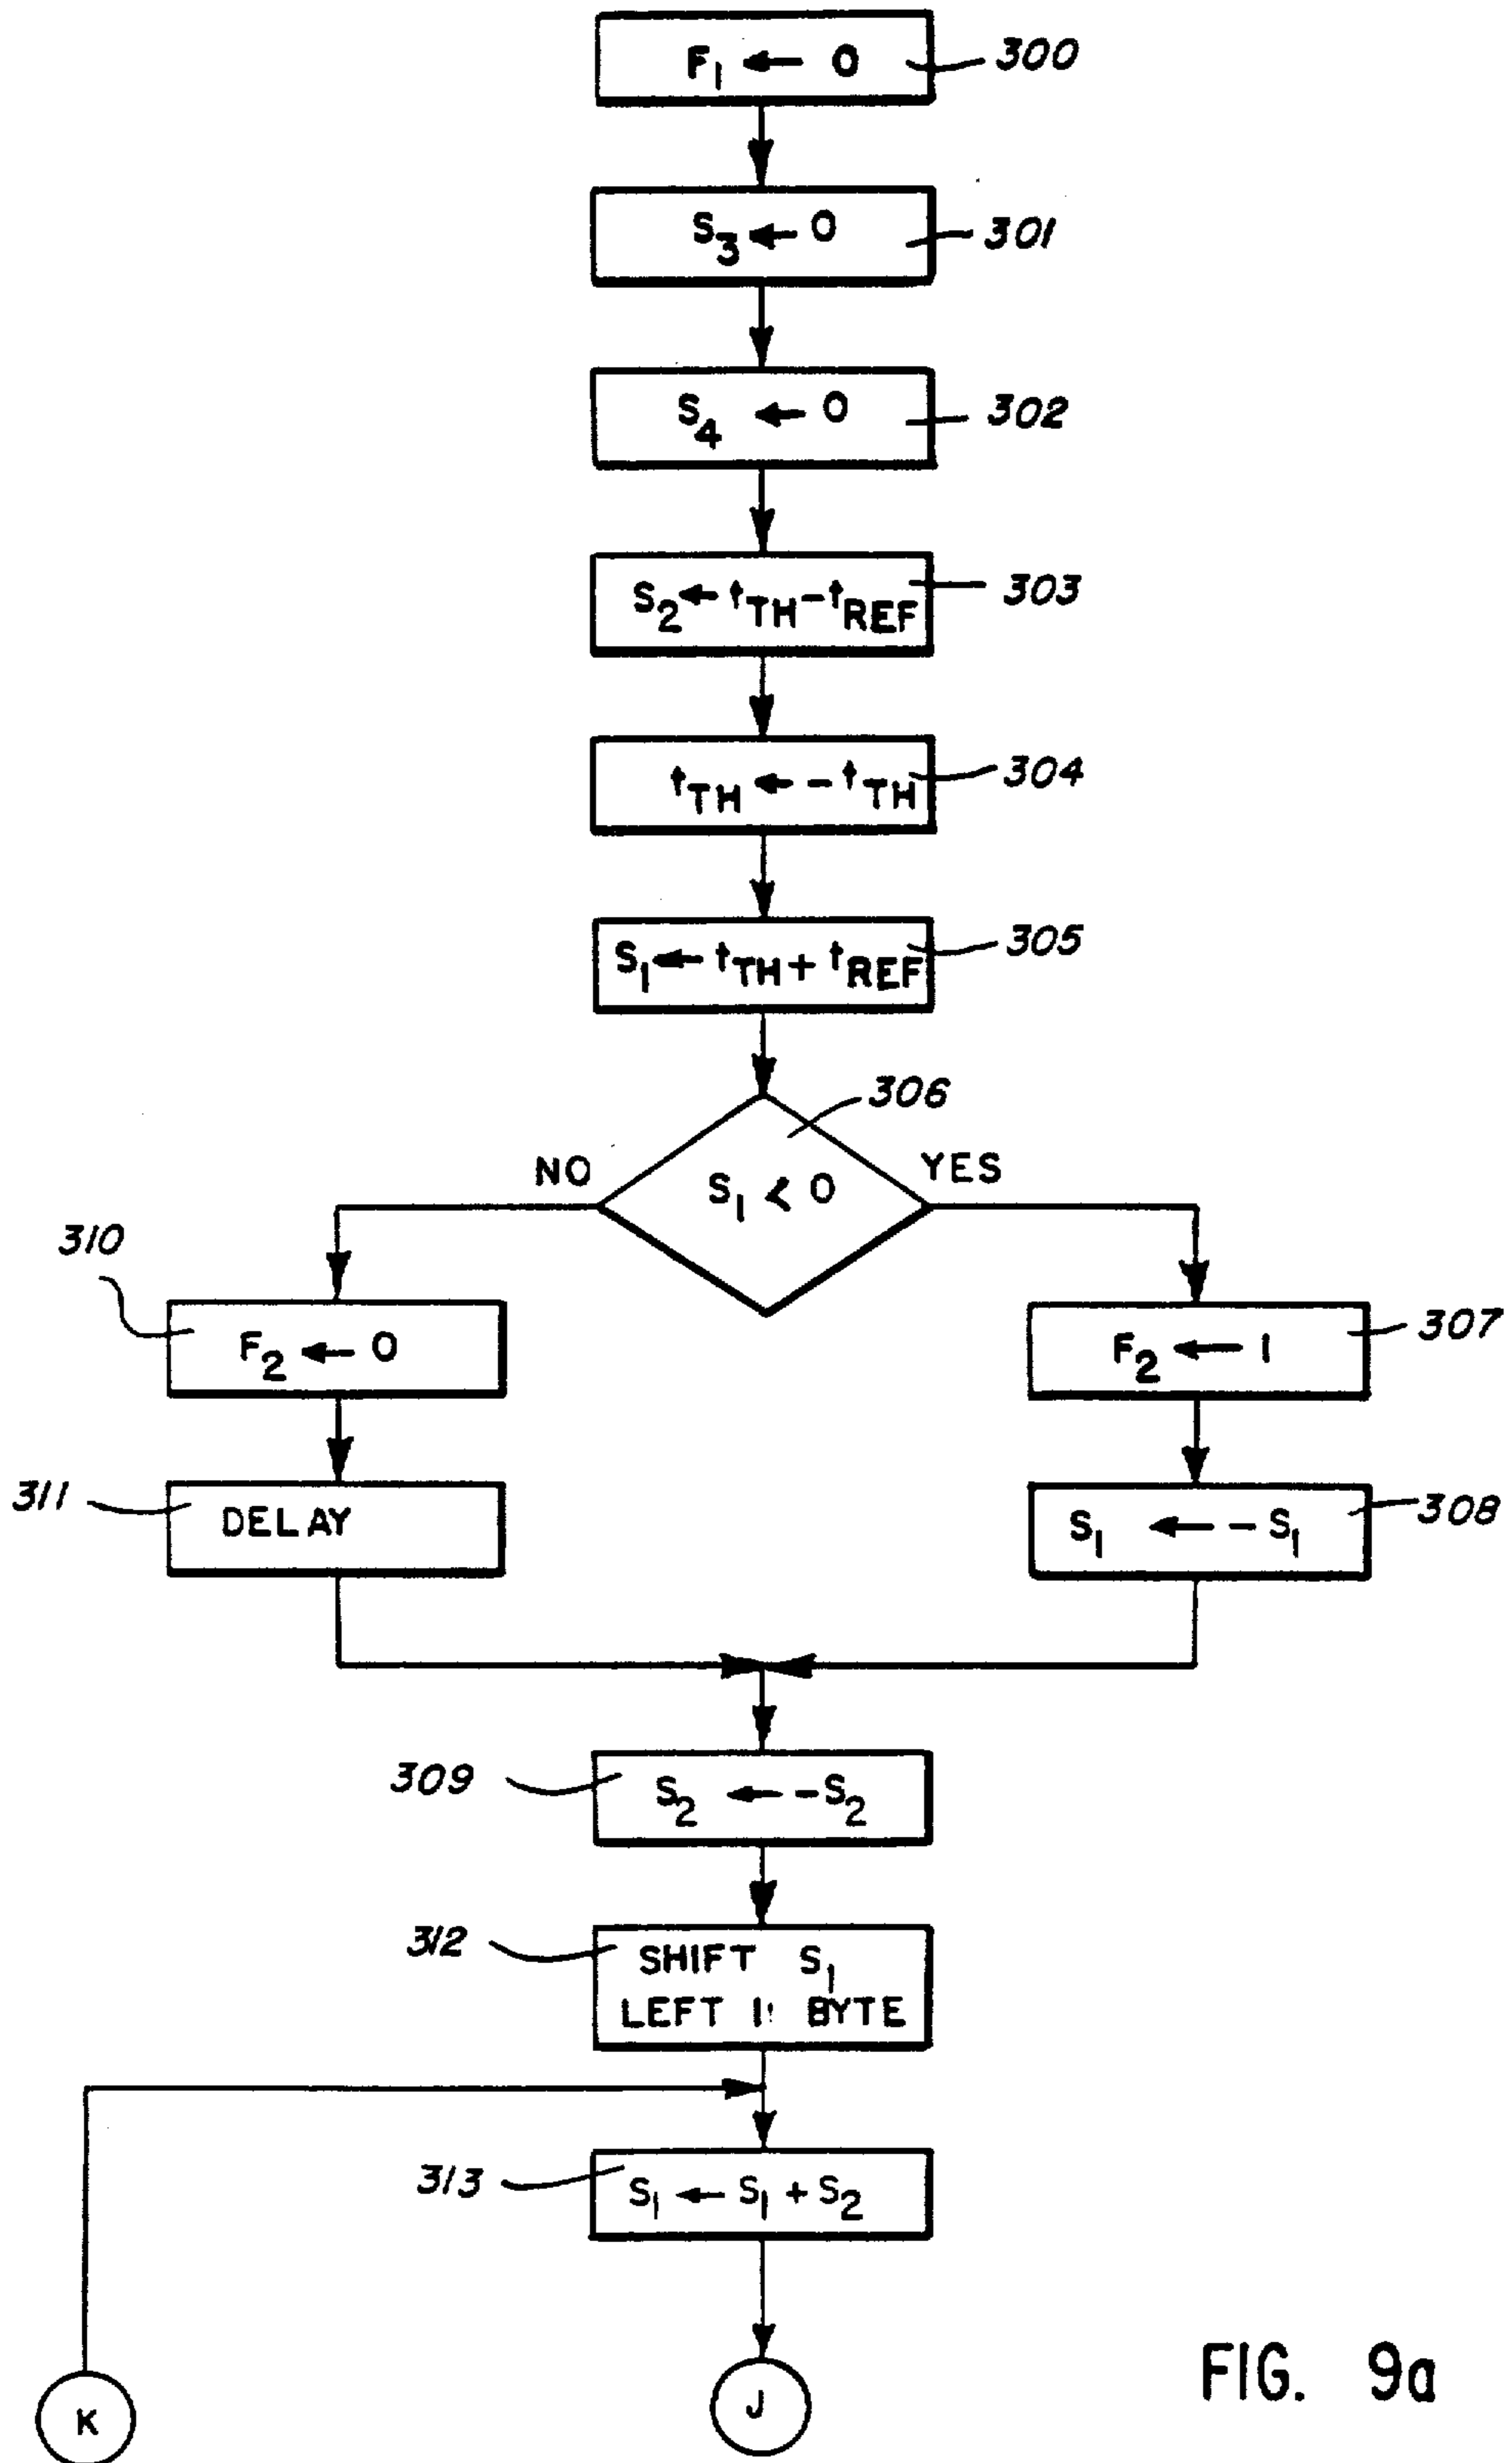 F₁ ← 0
300
S₃ ← 0
301
S₄ ← 0
302
S₂ ← tTH - tREF
303
tTH ← - tTH
304
S₁ ← tTH + tREF
305
306
NO
S₁ < 0
YES
310
F₂ ← 0
F₂ ← 1
307
311
DELAY
S₁ ← - S₁
308
309
S₂ ← - S₂
312
SHIFT S₁
LEFT 1 BYTE
313
S₁ ← S₁ + S₂
K
J
FIG. 9a